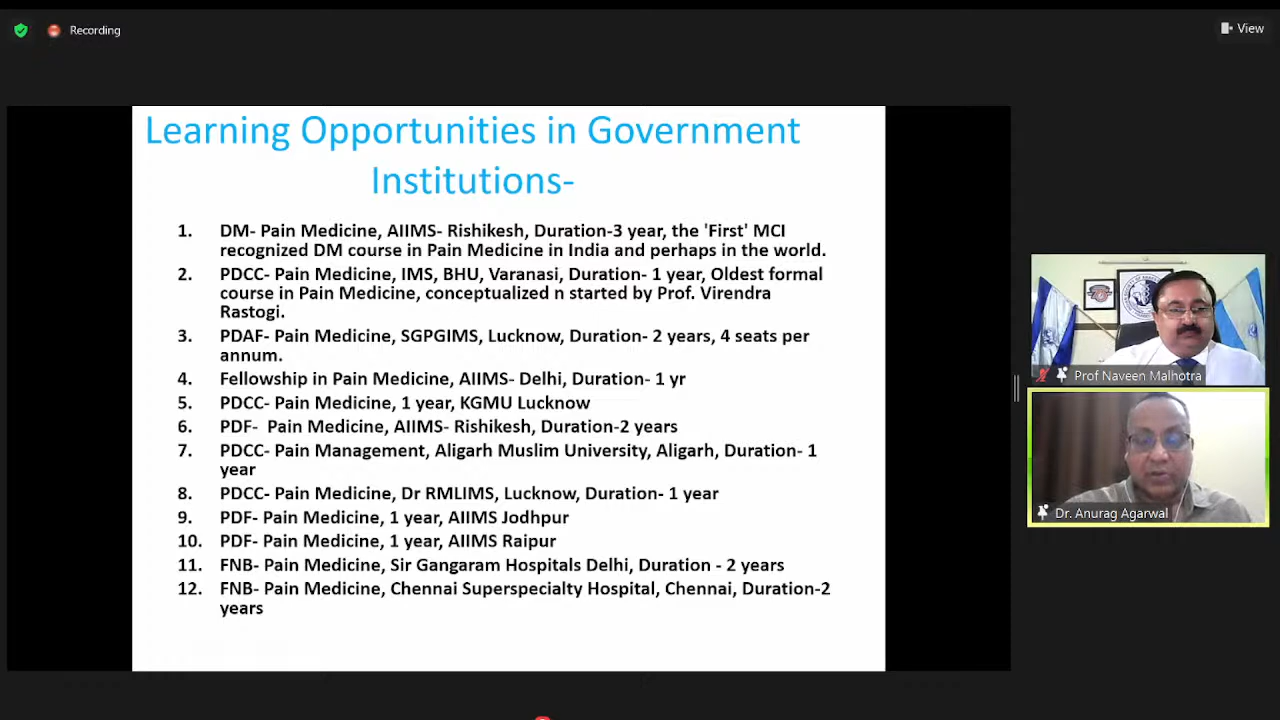 Recording
View
Learning Opportunities in Government
Institutions-
1. DM- Pain Medicine, AIIMS- Rishikesh, Duration-3 year, the 'First' MCI
recognized DM course in Pain Medicine in India and perhaps in the world.
2. PDCC- Pain Medicine, IMS, BHU, Varanasi, Duration- 1 year, Oldest formal
course in Pain Medicine, conceptualized n started by Prof. Virendra
Rastogi.
3. PDAF- Pain Medicine, SGPGIMS, Lucknow, Duration- 2 years, 4 seats per
annum.
4. Fellowship in Pain Medicine, AIIMS- Delhi, Duration- 1 yr
5. PDCC- Pain Medicine, 1 year, KGMU Lucknow
6. PDF- Pain Medicine, AIIMS- Rishikesh, Duration-2 years
7. PDCC- Pain Management, Aligarh Muslim University, Aligarh, Duration- 1
year
8. PDCC- Pain Medicine, Dr RMLIMS, Lucknow, Duration- 1 year
9. PDF- Pain Medicine, 1 year, AIIMS Jodhpur
10. PDF- Pain Medicine, 1 year, AIIMS Raipur
11. FNB- Pain Medicine, Sir Gangaram Hospitals Delhi, Duration - 2 years
12. FNB- Pain Medicine, Chennai Superspecialty Hospital, Chennai, Duration-2
years
Prof Naveen Malhotra
Dr. Anurag Agarwal